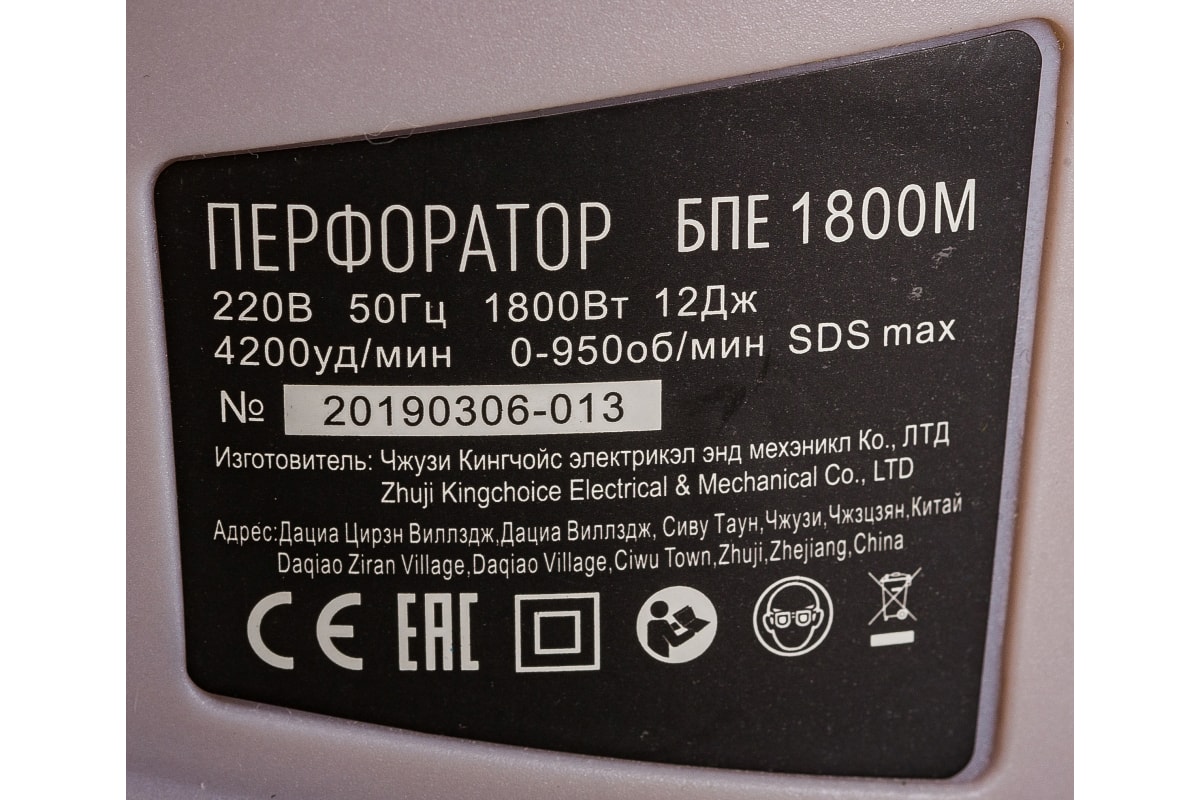 ПЕРФОРАТОР БПЕ 1800М
220В 50Гц 1800Вт 12Дж
4200уд/мин 0-950об/мин SDS max
№ 20190306-013
Изготовитель: Чжузи Кингчойс электрикэл энд мехэникл Ко., ЛТД
Zhuji Kingchoice Electrical & Mechanical Co., LTD
Адрес:Дациа Цирэн Виллздж,Дациа Виллздж, Сиву Таун,Чжузи,Чжзцзян,Китай
Daqiao Ziran Village,Daqiao Village,Ciwu Town,Zhuji,Zhejiang,China
CE EAC